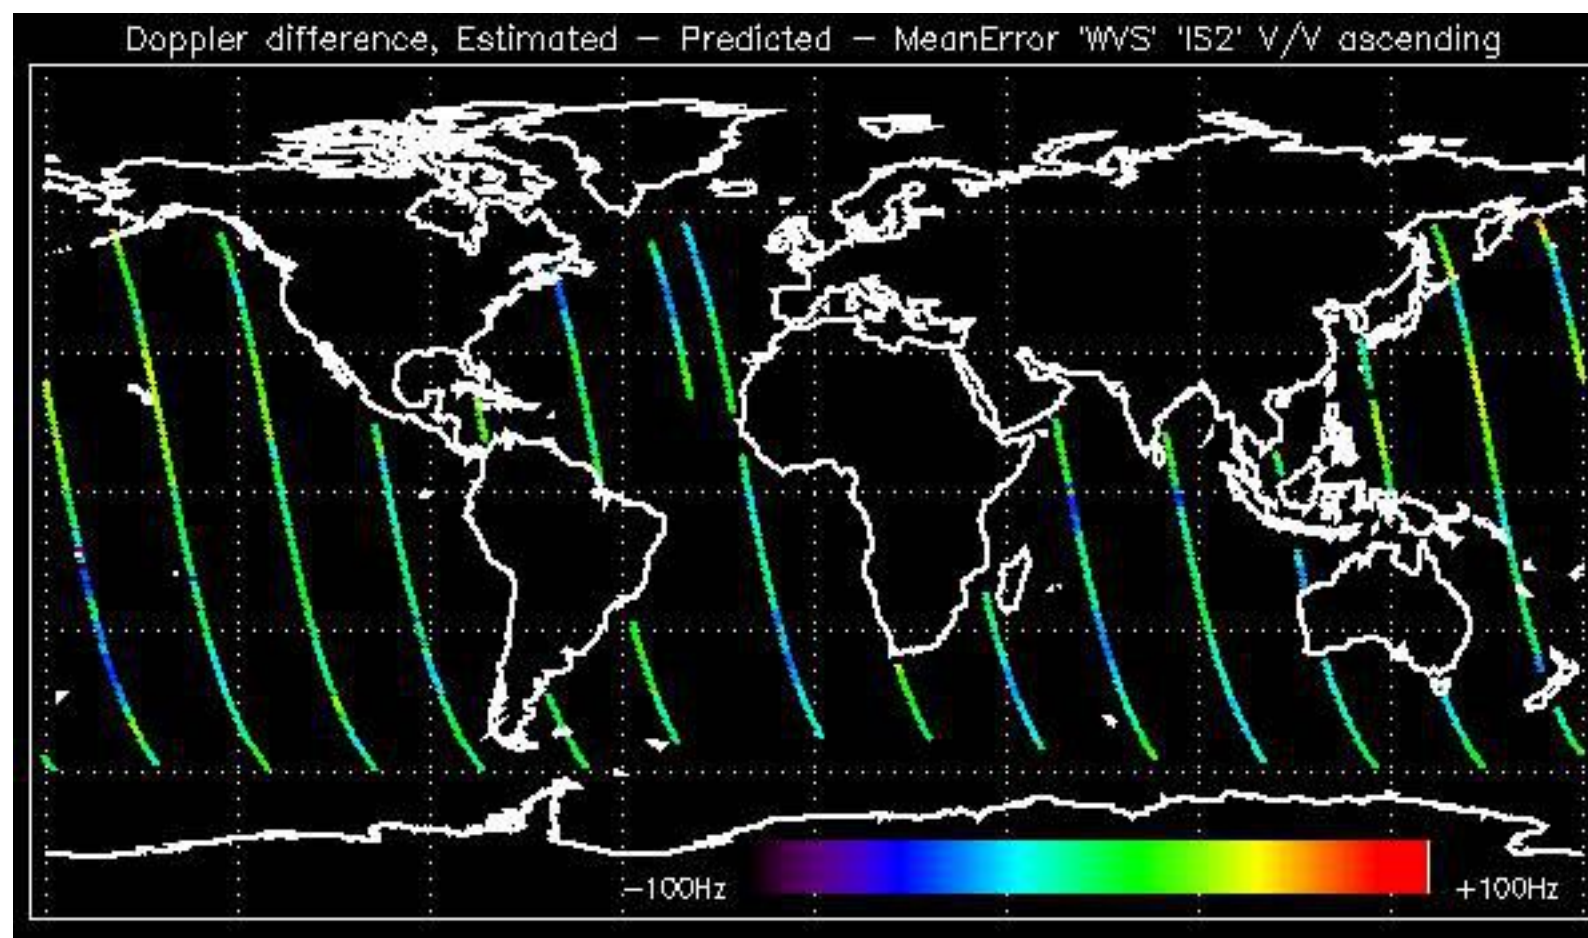 Doppler difference, Estimated – Predicted – MeanError 'WVS' 'IS2' V/V ascending
–100Hz
+100Hz